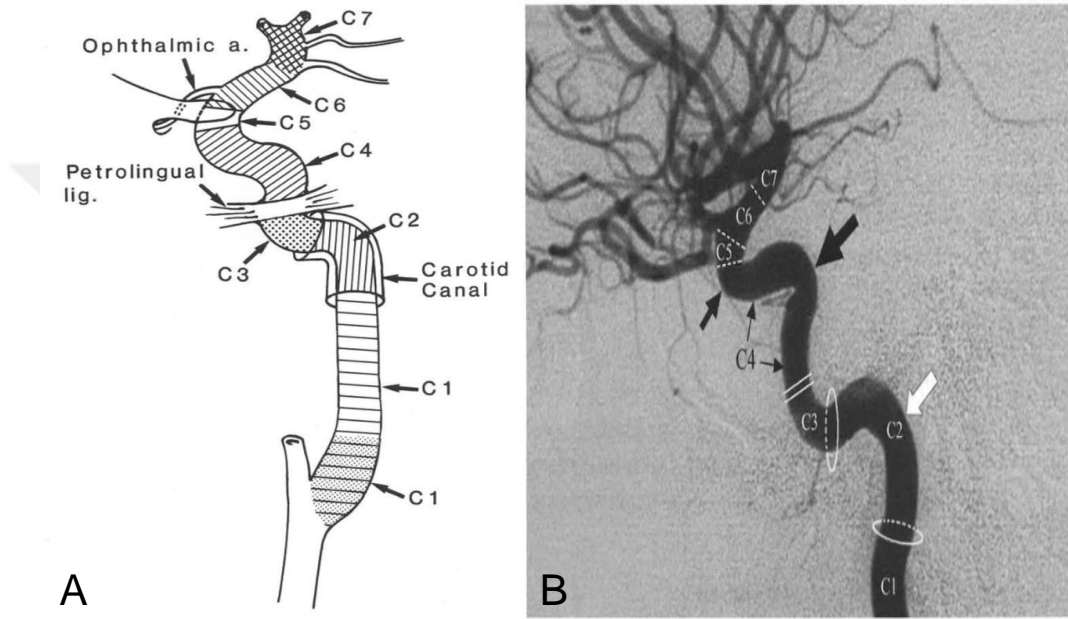 C7
Ophthalmic a.
C6
C5
C4
Petrolingual
lig.
C2
C3
Carotid
Canal
C1
C1
A
C7
C6
C5
C4
C3
C2
C1
B